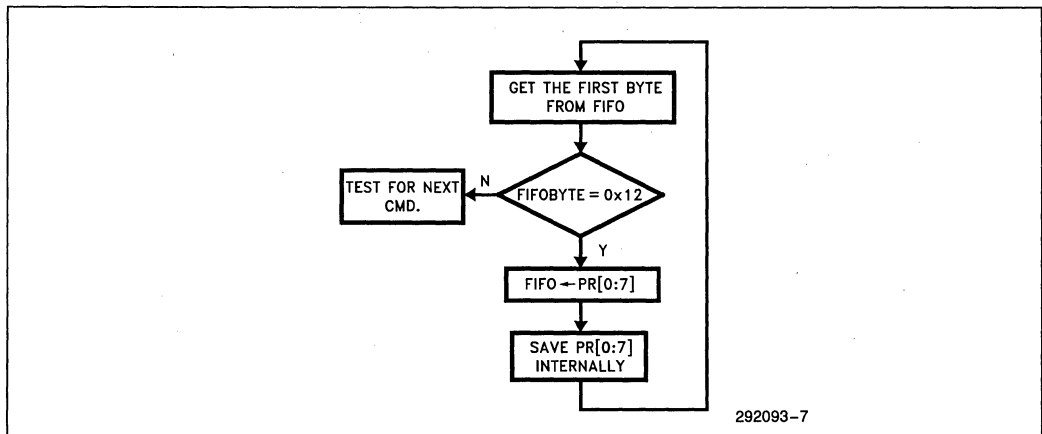 GET THE FIRST BYTE
FROM FIFO
FIFOBYTE = 0x12
N
TEST FOR NEXT
CMD.
Y
FIFO ← PR[0:7]
SAVE PR[0:7]
INTERNALLY
292093-7